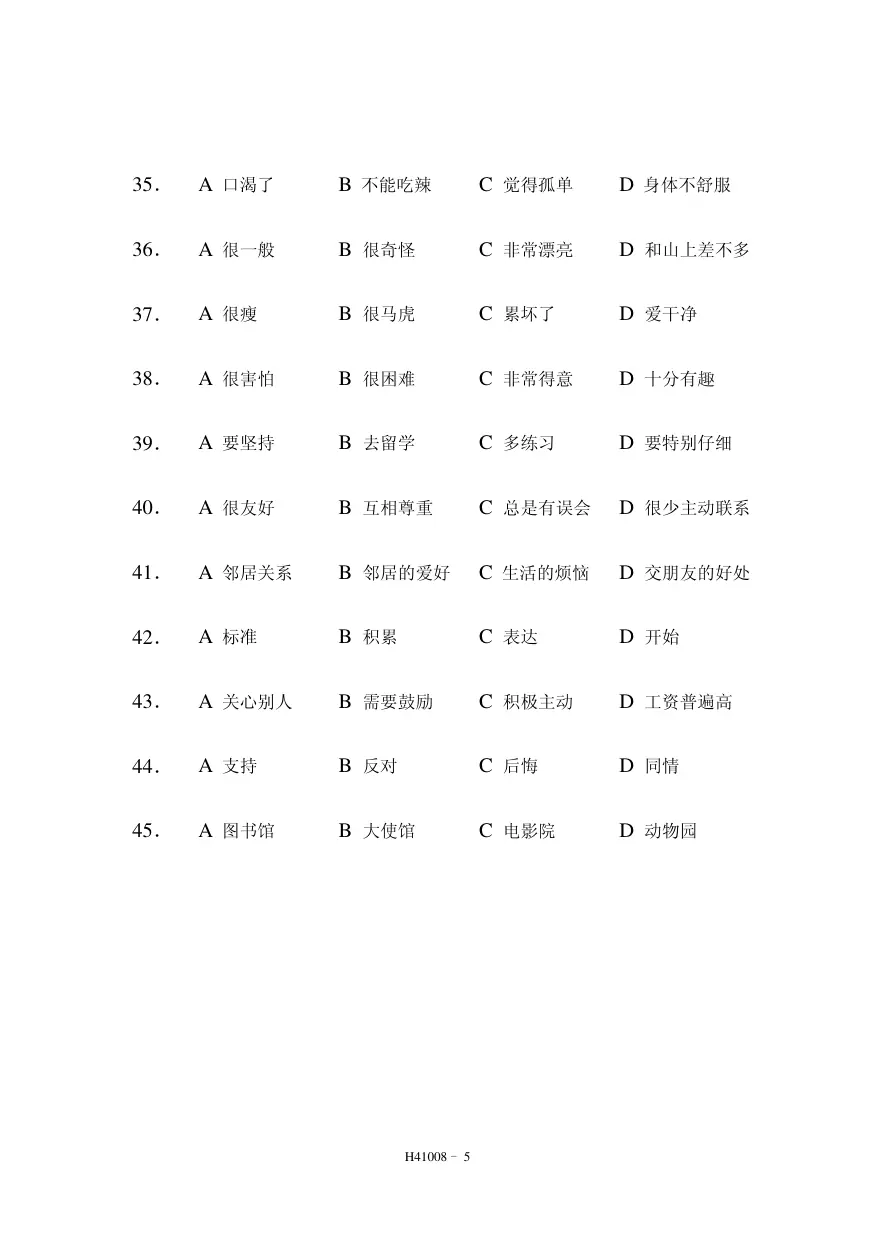 35． A 口渴了 B 不能吃辣 C 觉得孤单 D 身体不舒服
36． A 很一般 B 很奇怪 C 非常漂亮 D 和山上差不多
37． A 很瘦 B 很马虎 C 累坏了 D 爱干净
38． A 很害怕 B 很困难 C 非常得意 D 十分有趣
39． A 要坚持 B 去留学 C 多练习 D 要特别仔细
40． A 很友好 B 互相尊重 C 总是有误会 D 很少主动联系
41． A 邻居关系 B 邻居的爱好 C 生活的烦恼 D 交朋友的好处
42． A 标准 B 积累 C 表达 D 开始
43． A 关心别人 B 需要鼓励 C 积极主动 D 工资普遍高
44． A 支持 B 反对 C 后悔 D 同情
45． A 图书馆 B 大使馆 C 电影院 D 动物园
H41008－ 5